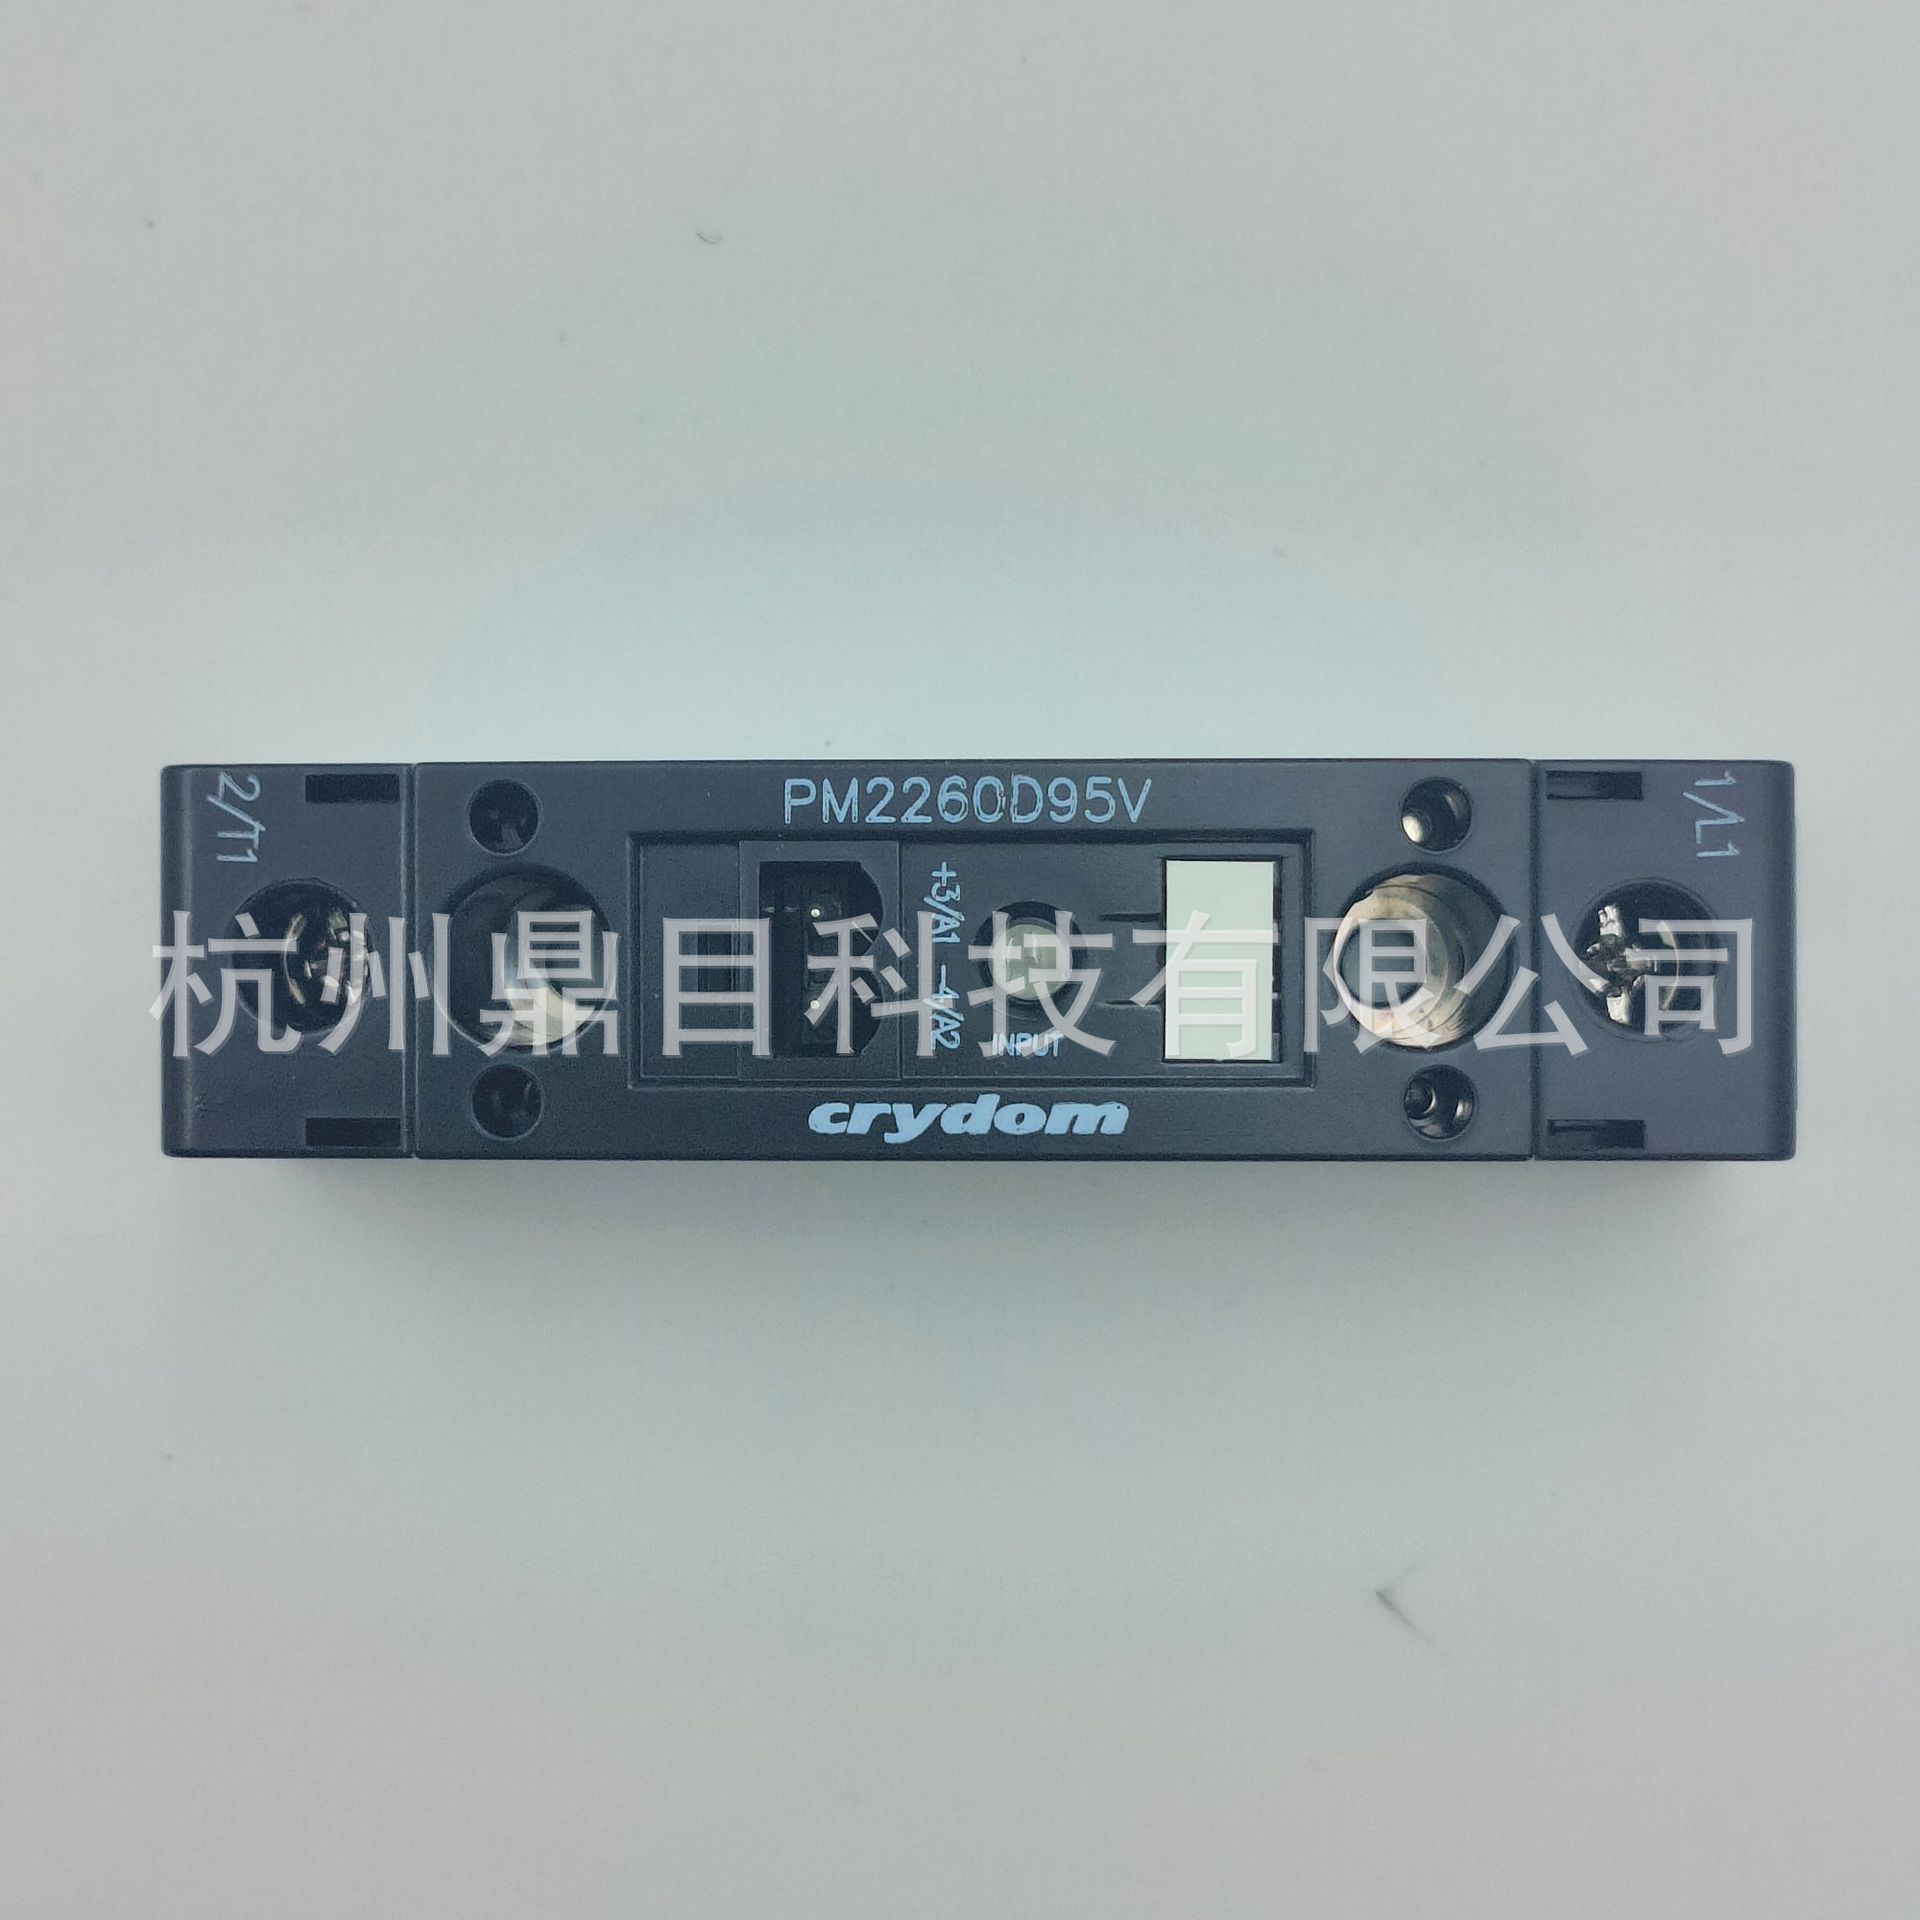 PM2260D95V
2/T1
1/L1
+3/A1 -4/A2
INPUT
杭州鼎目科技有限公司
crydom